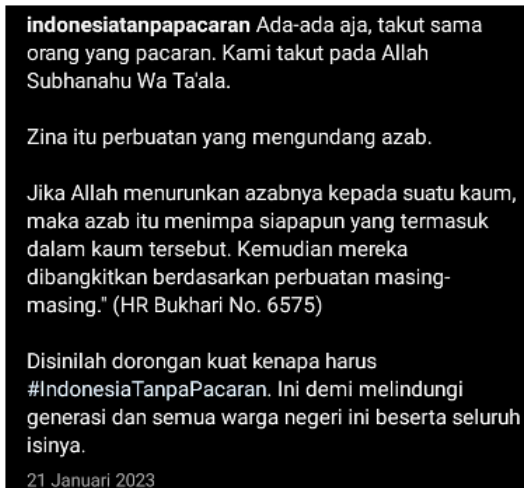 indonesiatanpapacaran Ada-ada aja, takut sama
orang yang pacaran. Kami takut pada Allah
Subhanahu Wa Ta'ala.
Zina itu perbuatan yang mengundang azab.
Jika Allah menurunkan azabnya kepada suatu kaum,
maka azab itu menimpa siapapun yang termasuk
dalam kaum tersebut. Kemudian mereka
dibangkitkan berdasarkan perbuatan masing-
masing." (HR Bukhari No. 6575)
Disinilah dorongan kuat kenapa harus
#IndonesiaTanpaPacaran. Ini demi melindungi
generasi dan semua warga negeri ini beserta seluruh
isinya.
21 Januari 2023